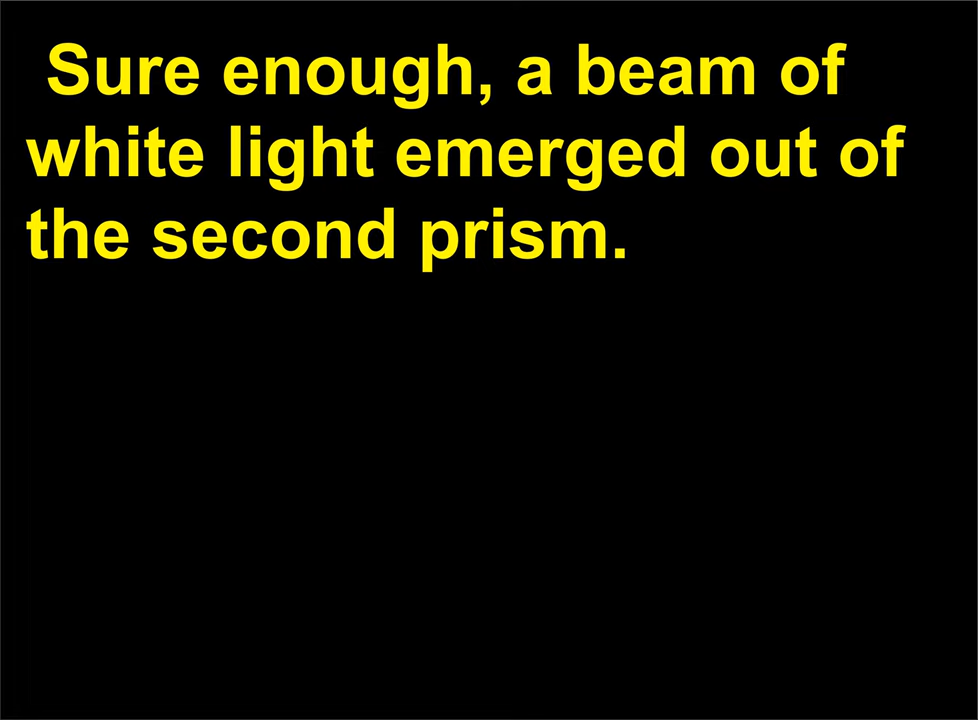 Sure enough, a beam of
white light emerged out of
the second prism.